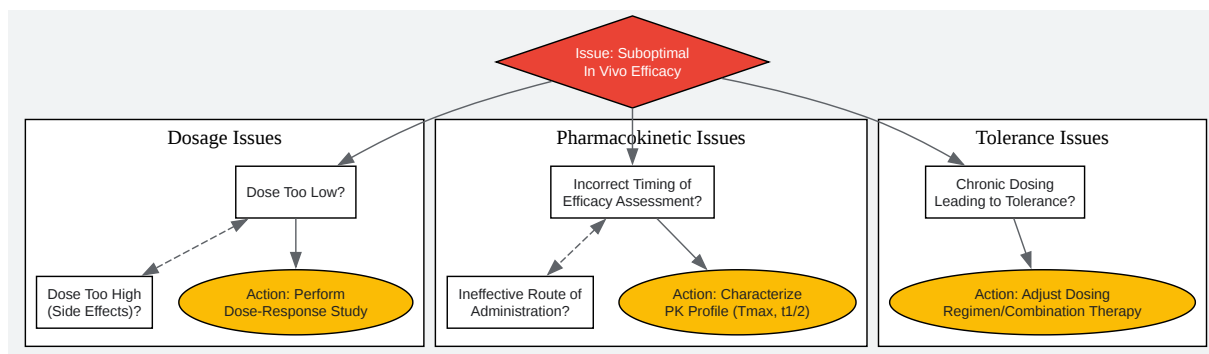 Issue: Suboptimal
In Vivo Efficacy
Dosage Issues
Dose Too Low?
Dose Too High
(Side Effects)?
Action: Perform
Dose-Response Study
Pharmacokinetic Issues
Incorrect Timing of
Efficacy Assessment?
Ineffective Route of
Administration?
Action: Characterize
PK Profile (Tmax, t1/2)
Tolerance Issues
Chronic Dosing
Leading to Tolerance?
Action: Adjust Dosing
Regimen/Combination Therapy